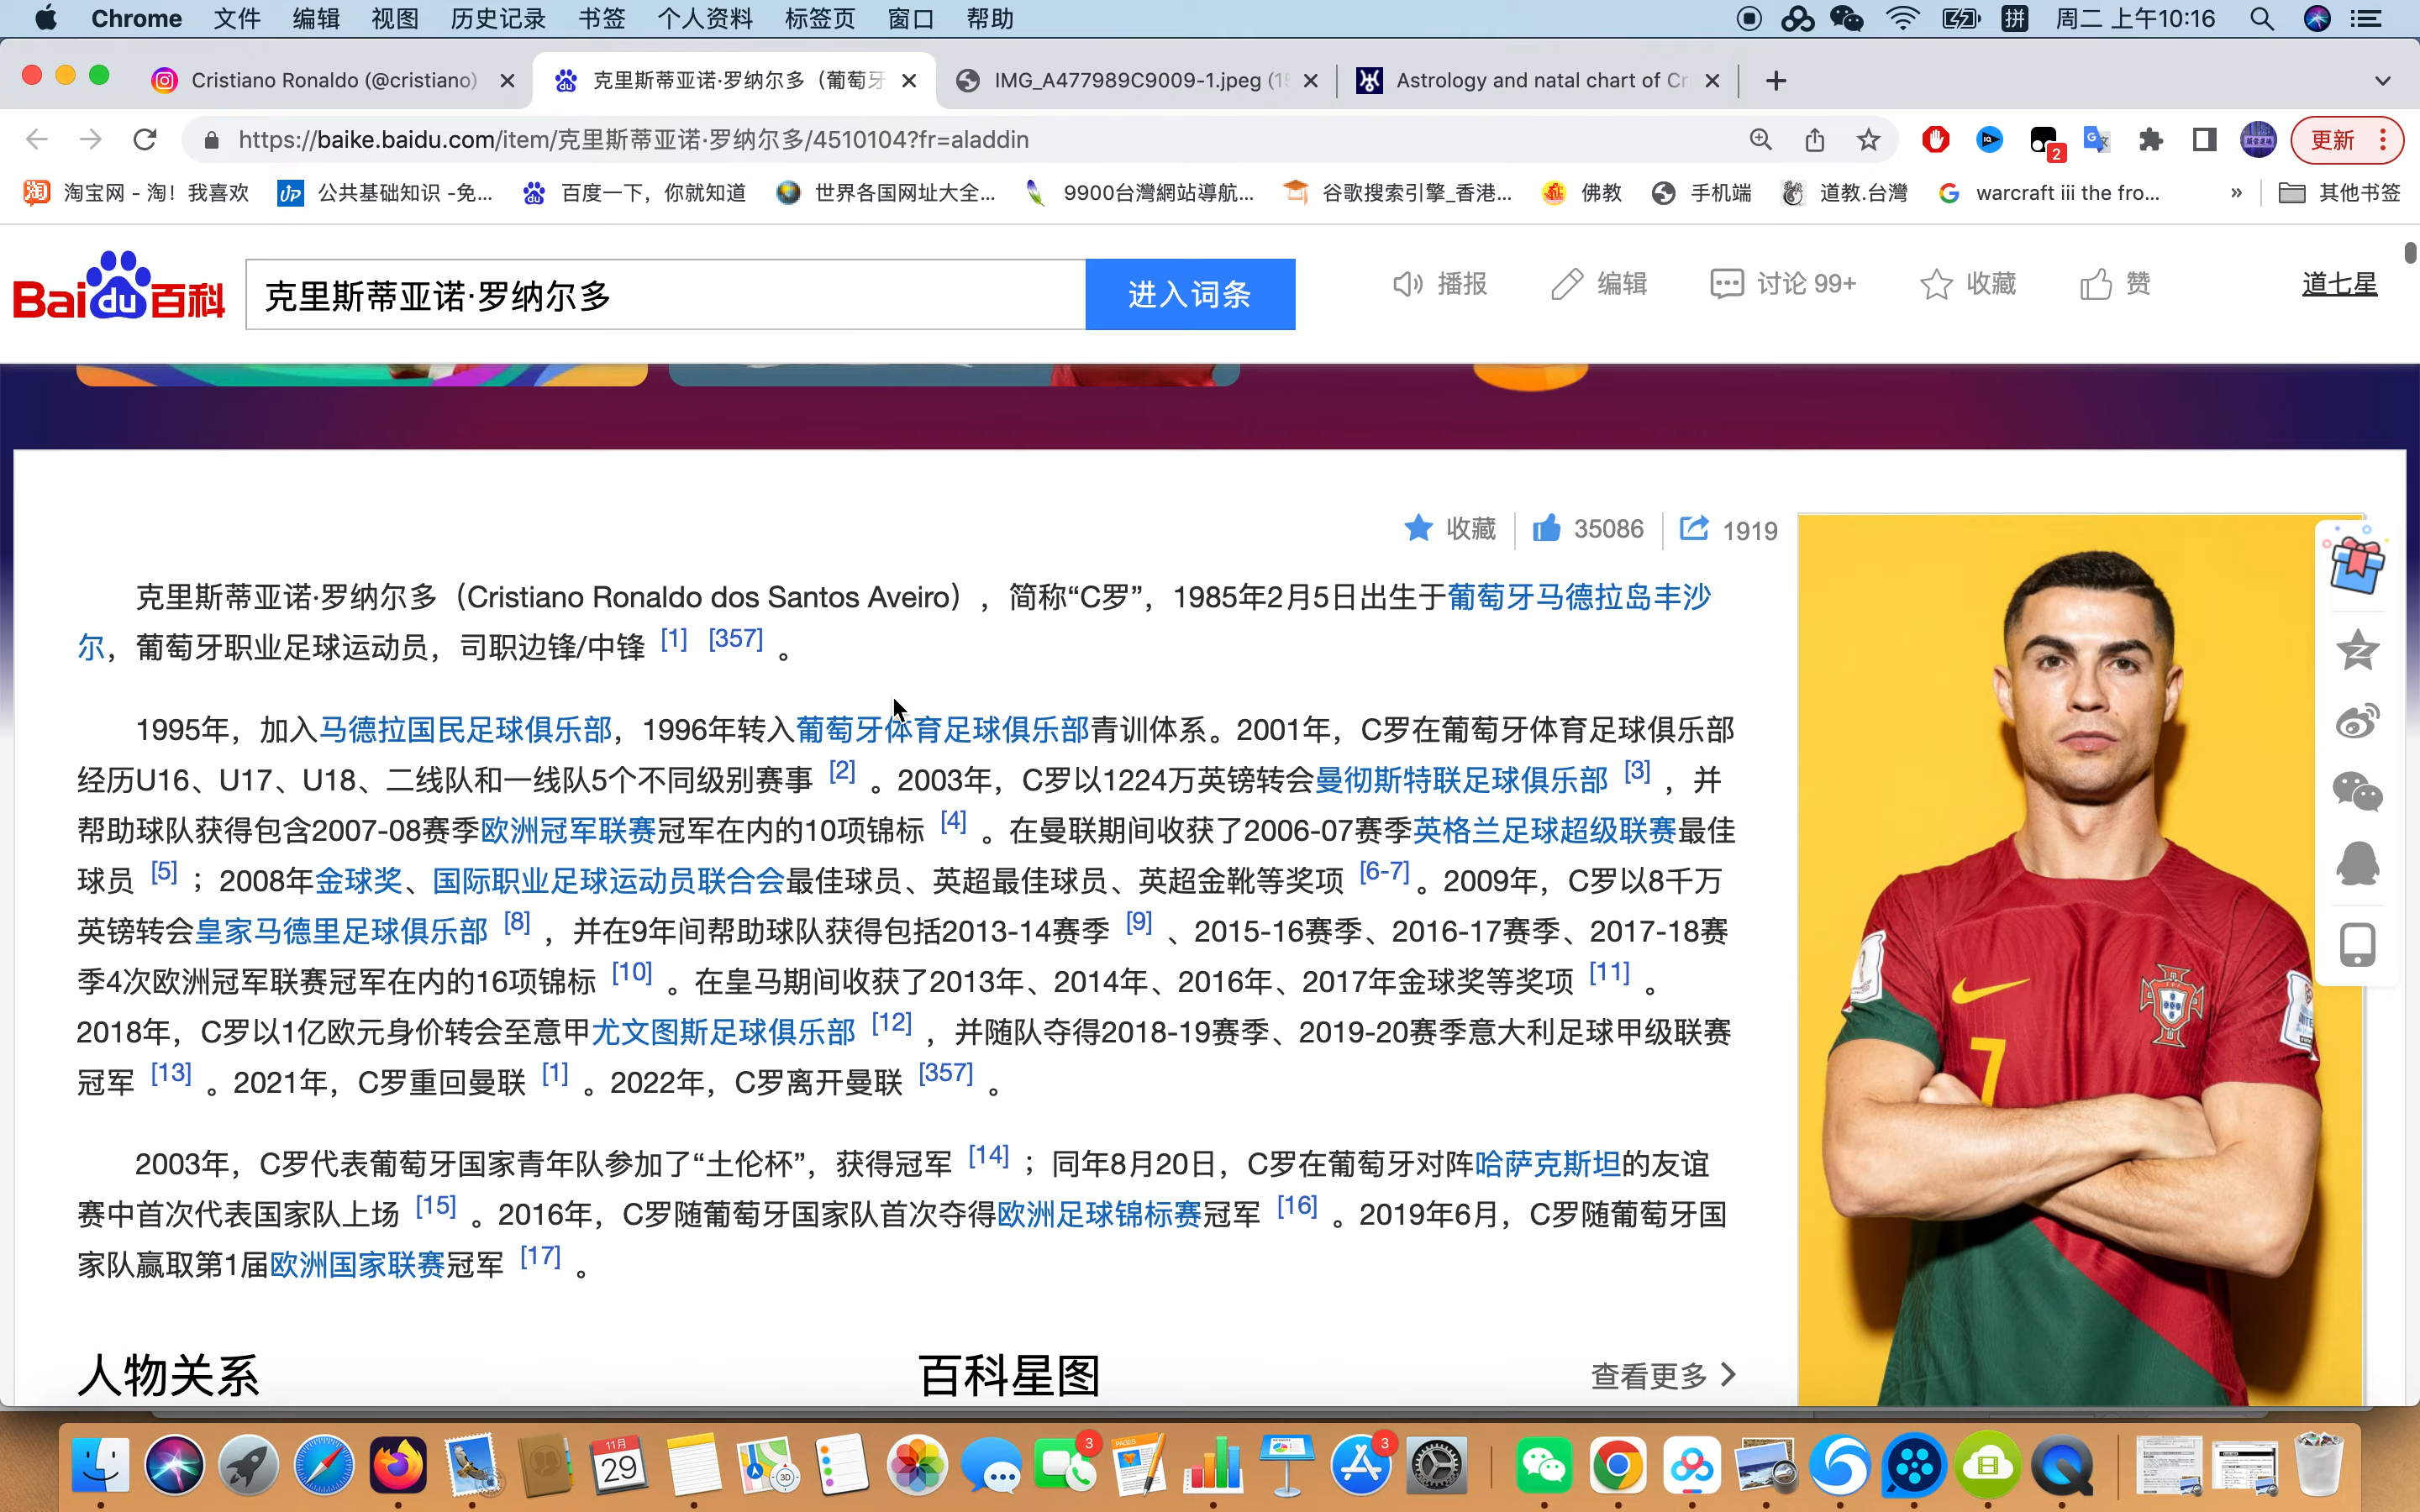 Chrome 文件 编辑 视图 历史记录 书签 个人资料 标签页 窗口 帮助 拼 周二 上午10:16
Cristiano Ronaldo (@cristiano) 克里斯蒂亚诺·罗纳尔多（葡萄牙 IMG_A477989C9009-1.jpeg (1 Astrology and natal chart of Cr
https://baike.baidu.com/item/克里斯蒂亚诺·罗纳尔多/4510104?fr=aladdin 2 更新
淘 淘宝网 - 淘！我喜欢 UP 公共基础知识 -免... 百度一下，你就知道 世界各国网址大全... 9900台灣網站導航... 谷歌搜索引擎_香港... 佛教 手机端 道教.台灣 G warcraft iii the fro... » 其他书签
Bai du 百科 克里斯蒂亚诺·罗纳尔多 进入词条 播报 编辑 讨论 99+ 收藏 赞 道七星
收藏 35086 1919
克里斯蒂亚诺·罗纳尔多（Cristiano Ronaldo dos Santos Aveiro），简称“C罗”，1985年2月5日出生于葡萄牙马德拉岛丰沙
尔，葡萄牙职业足球运动员，司职边锋/中锋 [1] [357] 。
1995年，加入马德拉国民足球俱乐部，1996年转入葡萄牙体育足球俱乐部青训体系。2001年，C罗在葡萄牙体育足球俱乐部
经历U16、U17、U18、二线队和一线队5个不同级别赛事 [2] 。2003年，C罗以1224万英镑转会曼彻斯特联足球俱乐部 [3] ，并
帮助球队获得包含2007-08赛季欧洲冠军联赛冠军在内的10项锦标 [4] 。在曼联期间收获了2006-07赛季英格兰足球超级联赛最佳
球员 [5] ；2008年金球奖、国际职业足球运动员联合会最佳球员、英超最佳球员、英超金靴等奖项 [6-7] 。2009年，C罗以8千万
英镑转会皇家马德里足球俱乐部 [8] ，并在9年间帮助球队获得包括2013-14赛季 [9] 、2015-16赛季、2016-17赛季、2017-18赛
季4次欧洲冠军联赛冠军在内的16项锦标 [10] 。在皇马期间收获了2013年、2014年、2016年、2017年金球奖等奖项 [11] 。
2018年，C罗以1亿欧元身价转会至意甲尤文图斯足球俱乐部 [12] ，并随队夺得2018-19赛季、2019-20赛季意大利足球甲级联赛
冠军 [13] 。2021年，C罗重回曼联 [1] 。2022年，C罗离开曼联 [357] 。
2003年，C罗代表葡萄牙国家青年队参加了“土伦杯”，获得冠军 [14] ；同年8月20日，C罗在葡萄牙对阵哈萨克斯坦的友谊
赛中首次代表国家队上场 [15] 。2016年，C罗随葡萄牙国家队首次夺得欧洲足球锦标赛冠军 [16] 。2019年6月，C罗随葡萄牙国
家队赢取第1届欧洲国家联赛冠军 [17] 。
7
人物关系 百科星图 查看更多
11月 29 3D 3 PAGES 3